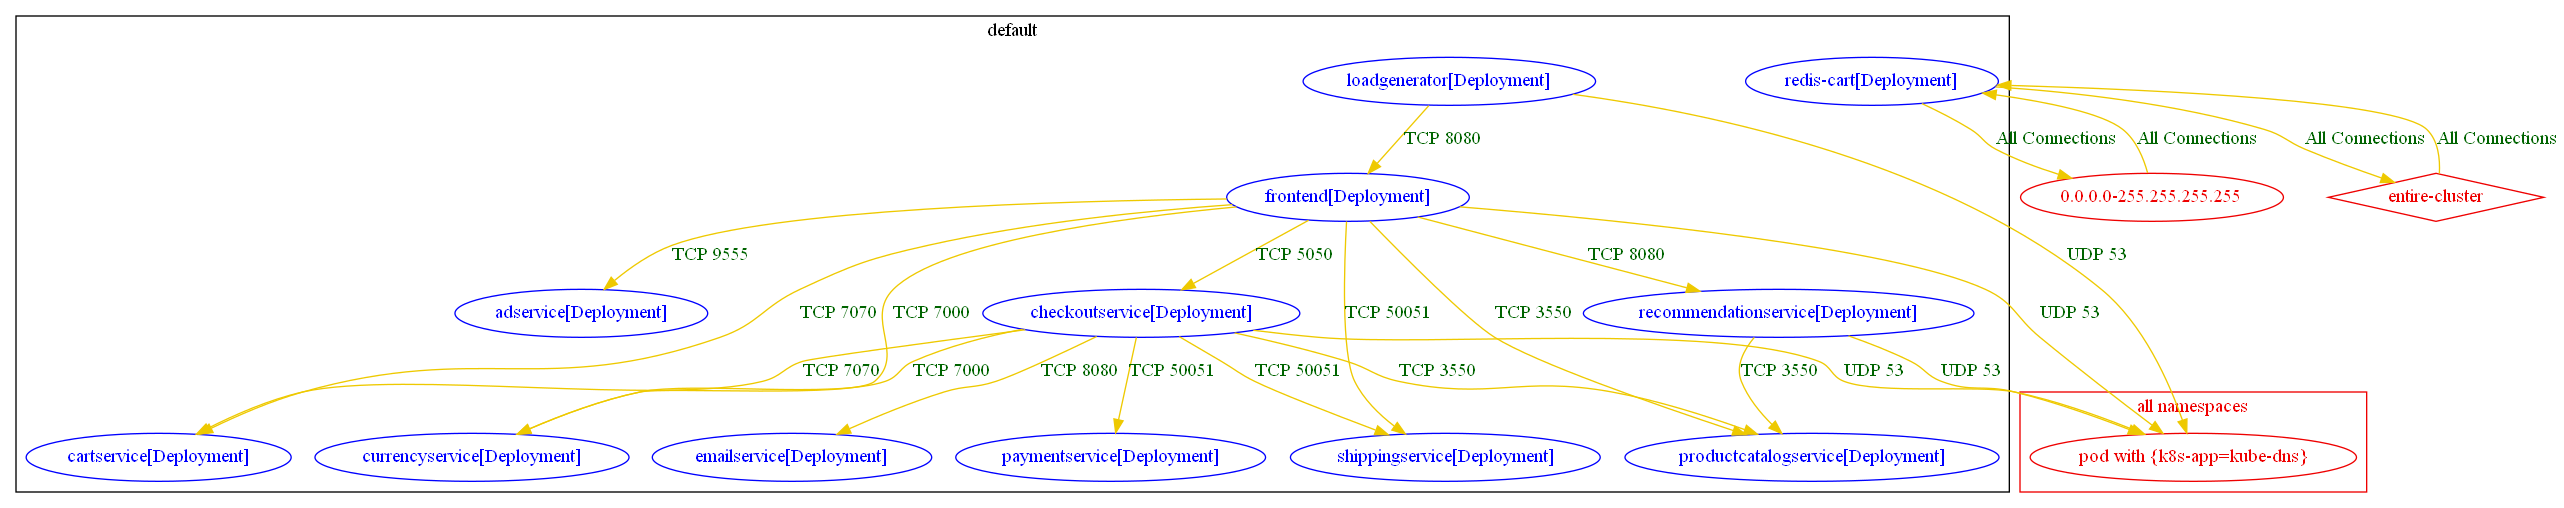 default
loadgenerator[Deployment]
redis-cart[Deployment]
TCP 8080
All Connections
All Connections
All Connections
All Connections
frontend[Deployment]
0.0.0.0-255.255.255.255
entire-cluster
TCP 9555
TCP 5050
TCP 8080
UDP 53
adservice[Deployment]
TCP 7070
TCP 7000
checkoutservice[Deployment]
TCP 50051
TCP 3550
recommendationservice[Deployment]
UDP 53
TCP 7070
TCP 7000
TCP 8080
TCP 50051
TCP 50051
TCP 3550
TCP 3550
UDP 53
UDP 53
all namespaces
cartservice[Deployment]
currencyservice[Deployment]
emailservice[Deployment]
paymentservice[Deployment]
shippingservice[Deployment]
productcatalogservice[Deployment]
pod with {k8s-app=kube-dns}